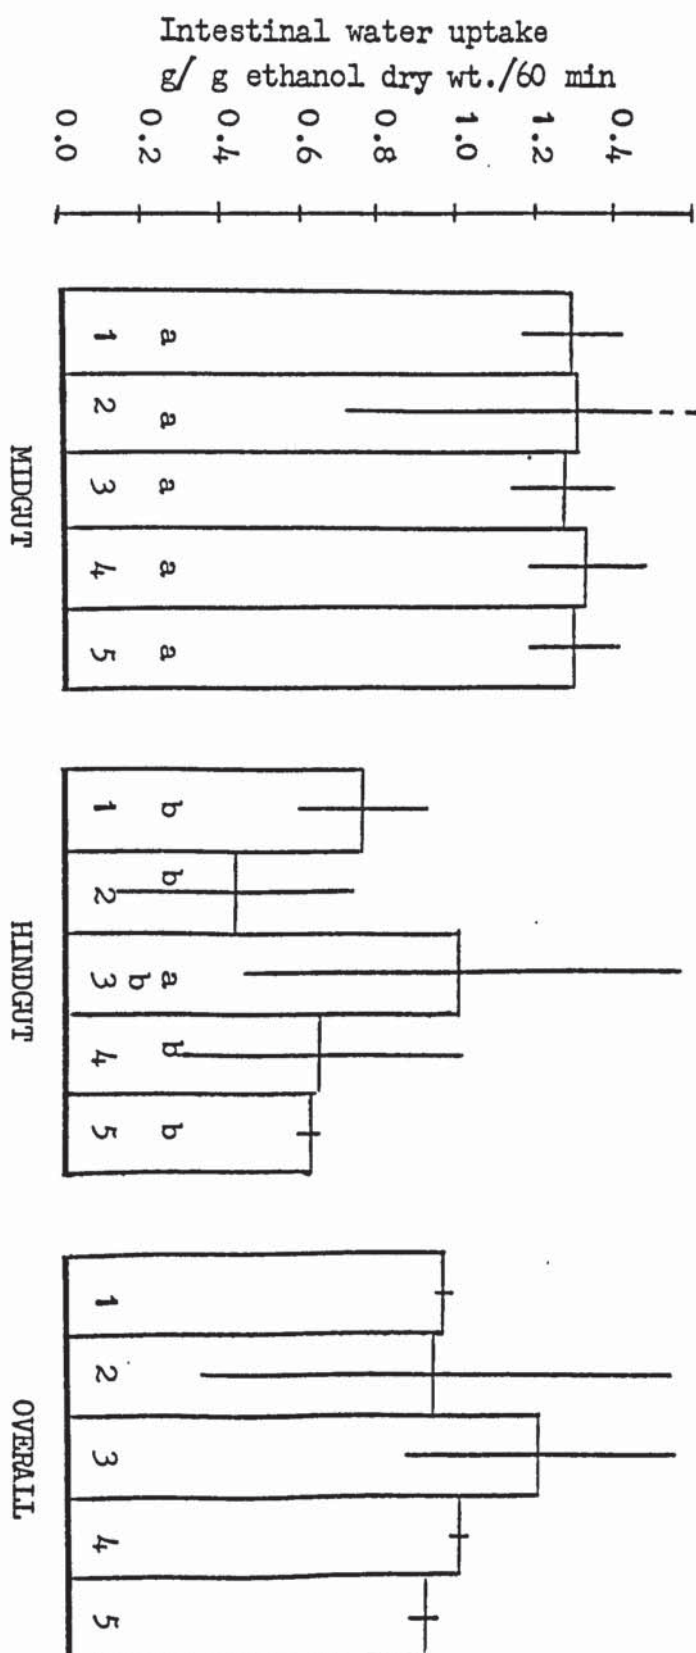 Intestinal water uptake
g/ g ethanol dry wt./60 min
0.0 0.2 0.4 0.6 0.8 1.0 1.2 0.4
1 a
2 a
3 a
4 a
5 a
MIDGUT
1 b
2 b
3 b a
4 b
5 b
HINDGUT
1
2
3
4
5
OVERALL